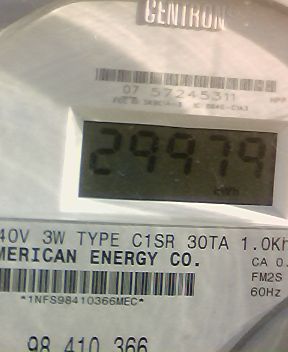 CENTRON
07 57245311
29979
kWh
40V 3W TYPE C1SR 30TA 1.0Kh
MERICAN ENERGY CO.
CA 0.
FM2S
*1NFS98410366MEC*
60Hz
98 410 366